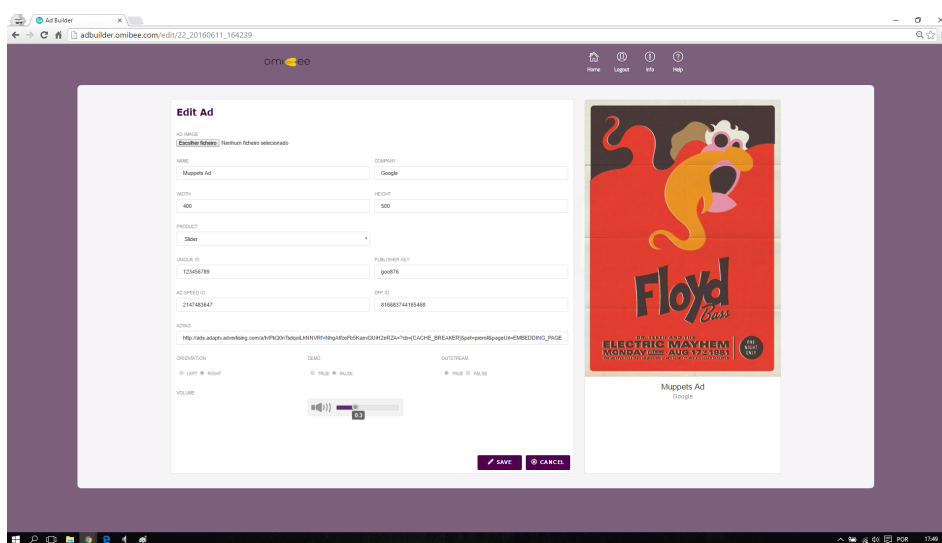 Ad Builder
adbuilder.omibee.com/edit/22_20160611_164239
omibee
Home Logout Info Help
Edit Ad
AD IMAGE
Escolher ficheiro Nenhum ficheiro selecionado
NAME COMPANY
Muppets Ad Google
WIDTH HEIGHT
400 500
PRODUCT
Slider
UNIQUE ID PUBLISHER KEY
123456789 goo876
AD SPEED ID DFP ID
2147483647 816683744165468
ADTAG
ORIENTATION DEMO OUTSTREAM
LEFT RIGHT TRUE FALSE TRUE FALSE
VOLUME
0.3
SAVE CANCEL
Floyd
Bass
DR. TEETH AND THE
ELECTRIC MAYHEM
MONDAY AUG 17 1981
ONE
NIGHT
ONLY
Muppets Ad
Google
POR 17:49